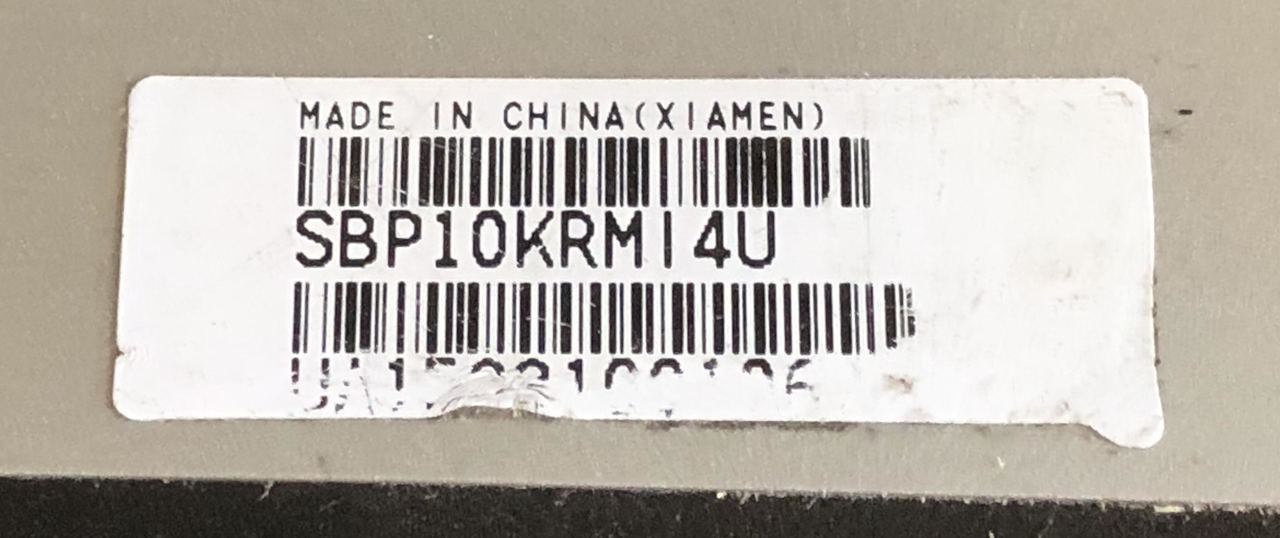 MADE IN CHINA(XIAMEN)
SBP10KRMI4U